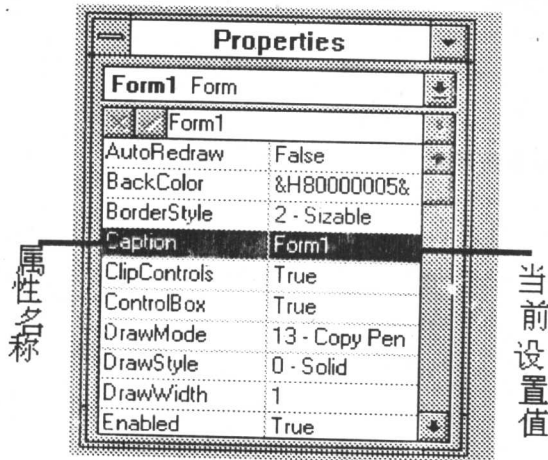 Properties
Form1 Form
Form1
AutoRedraw False
BackColor &H80000005&
BorderStyle 2 - Sizable
Caption Form1
ClipControls True
ControlBox True
DrawMode 13 - Copy Pen
DrawStyle 0 - Solid
DrawWidth 1
Enabled True
属性名称
当前设置值